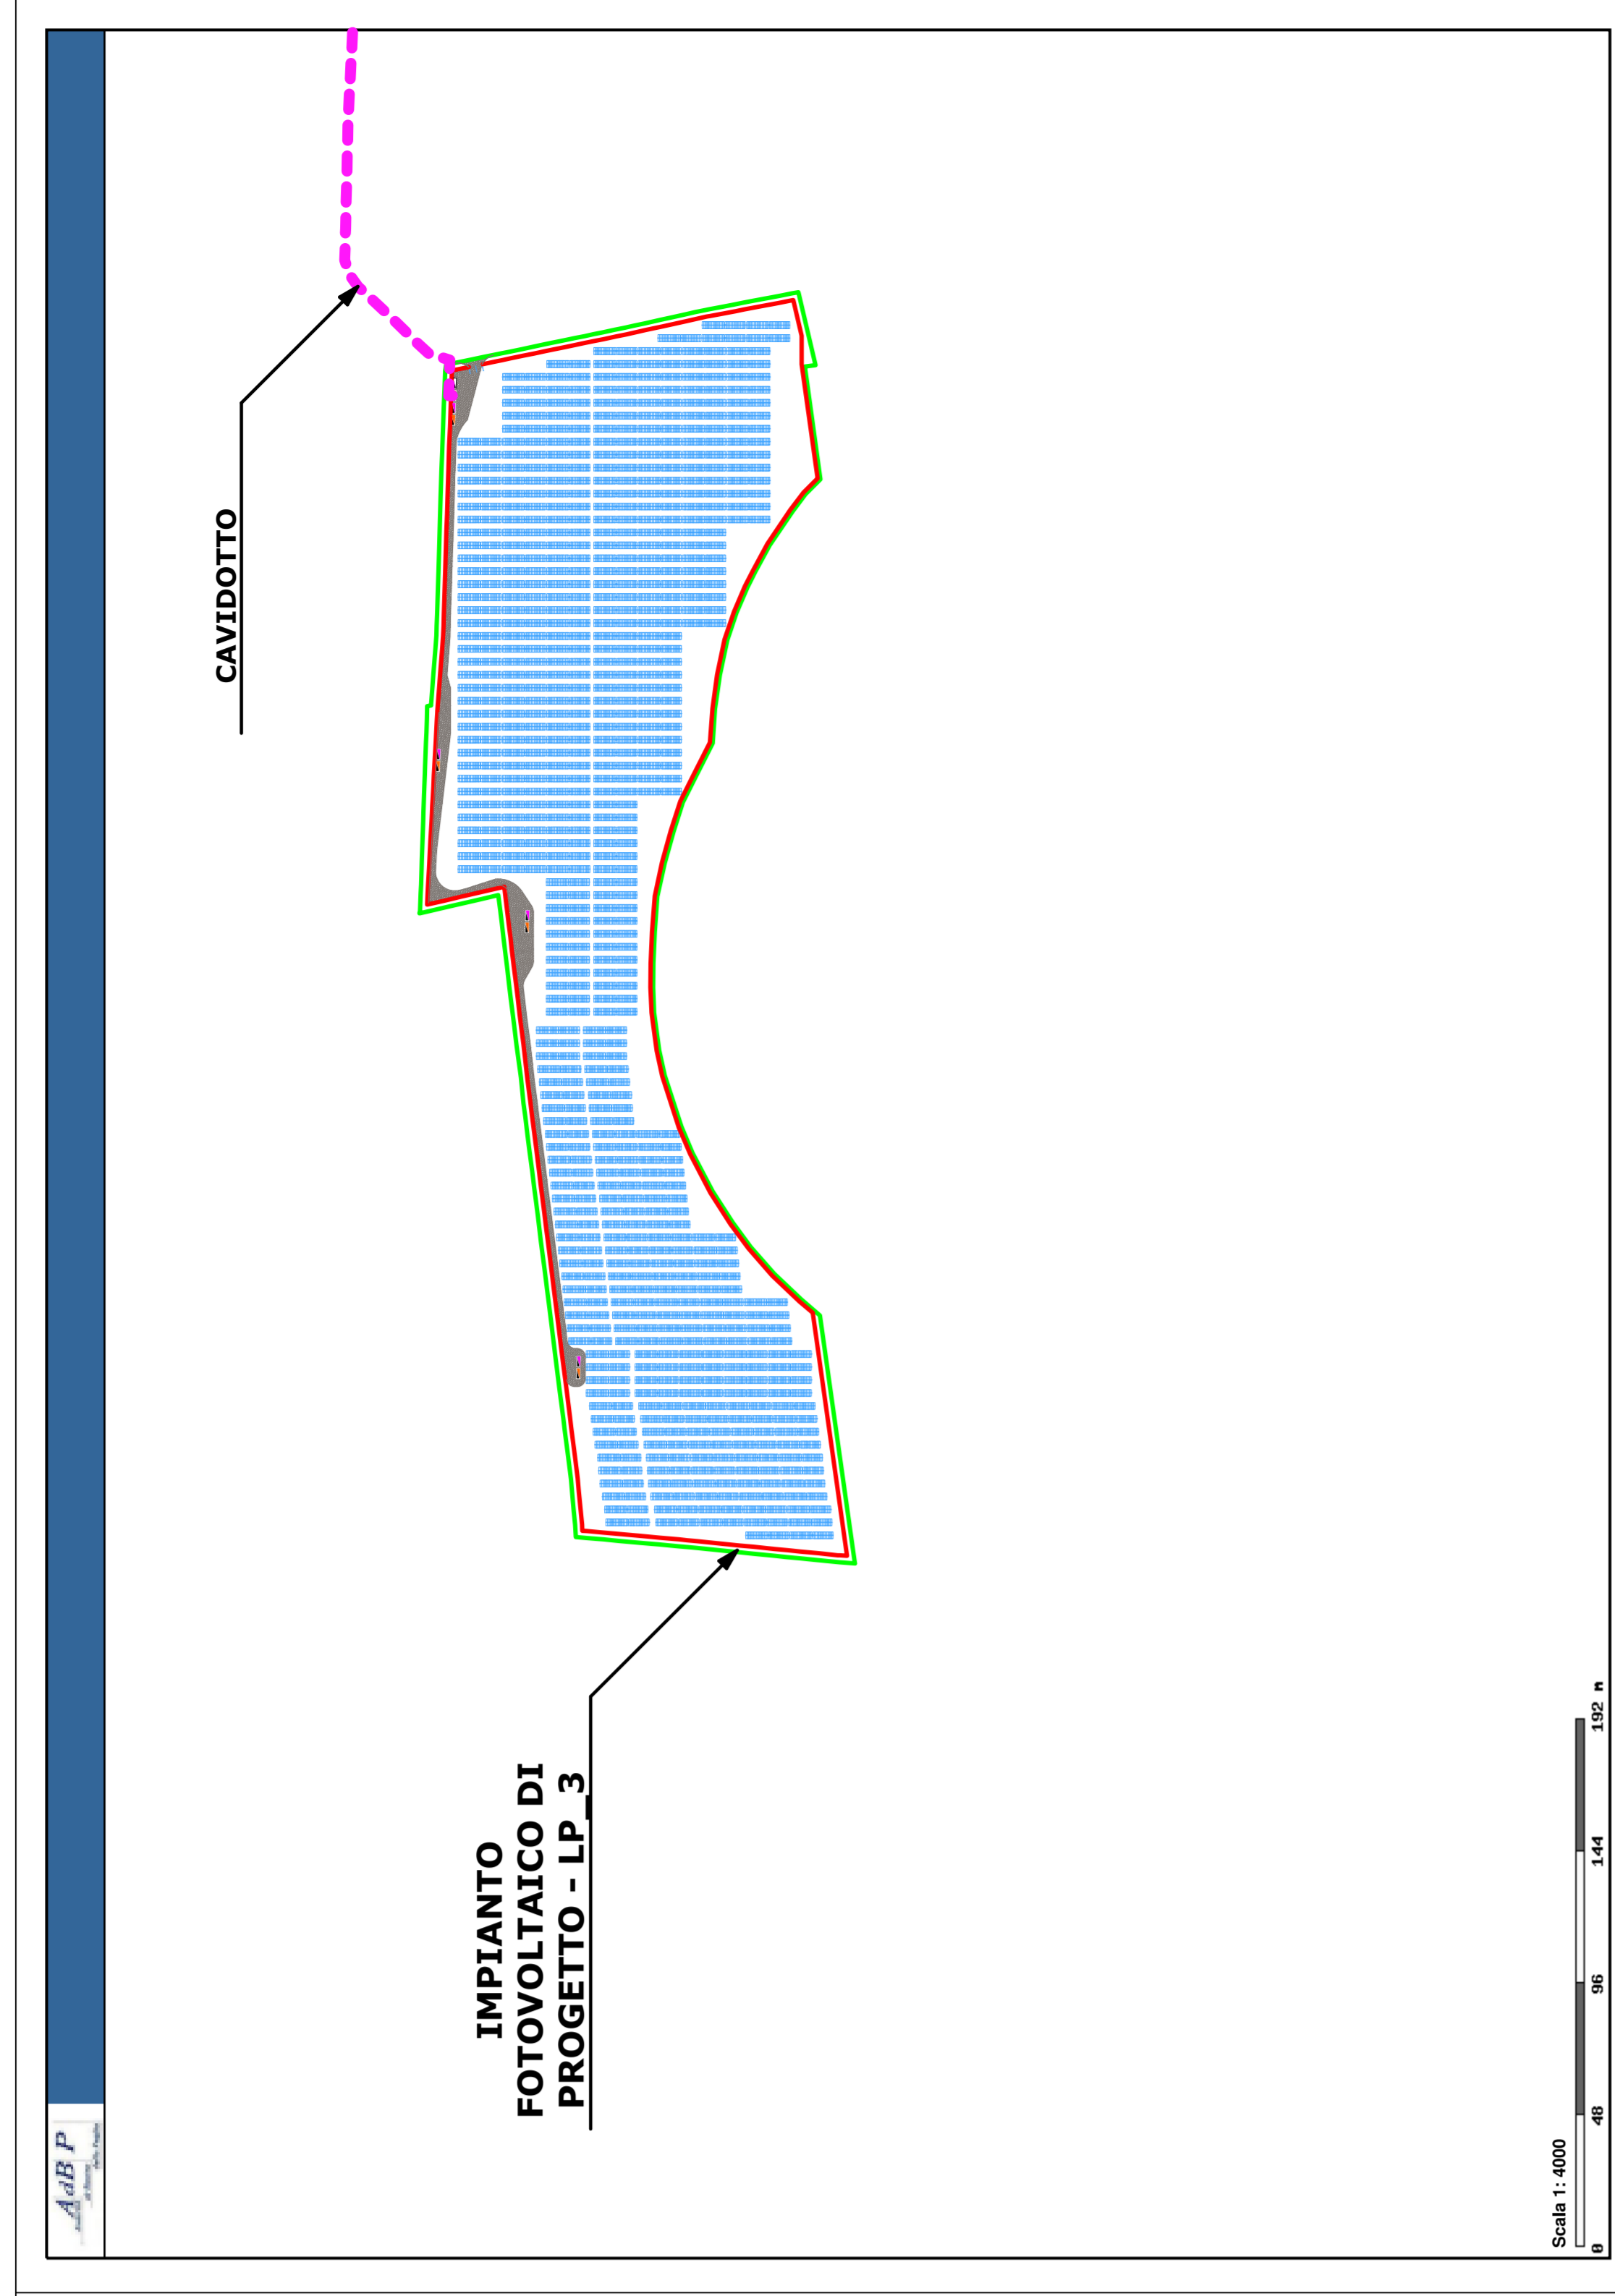 AdB P
CAVIDOTTO
IMPIANTO
FOTOVOLTAICO DI
PROGETTO - LP_3
Scala 1: 4000
0 48 96 144 192 m